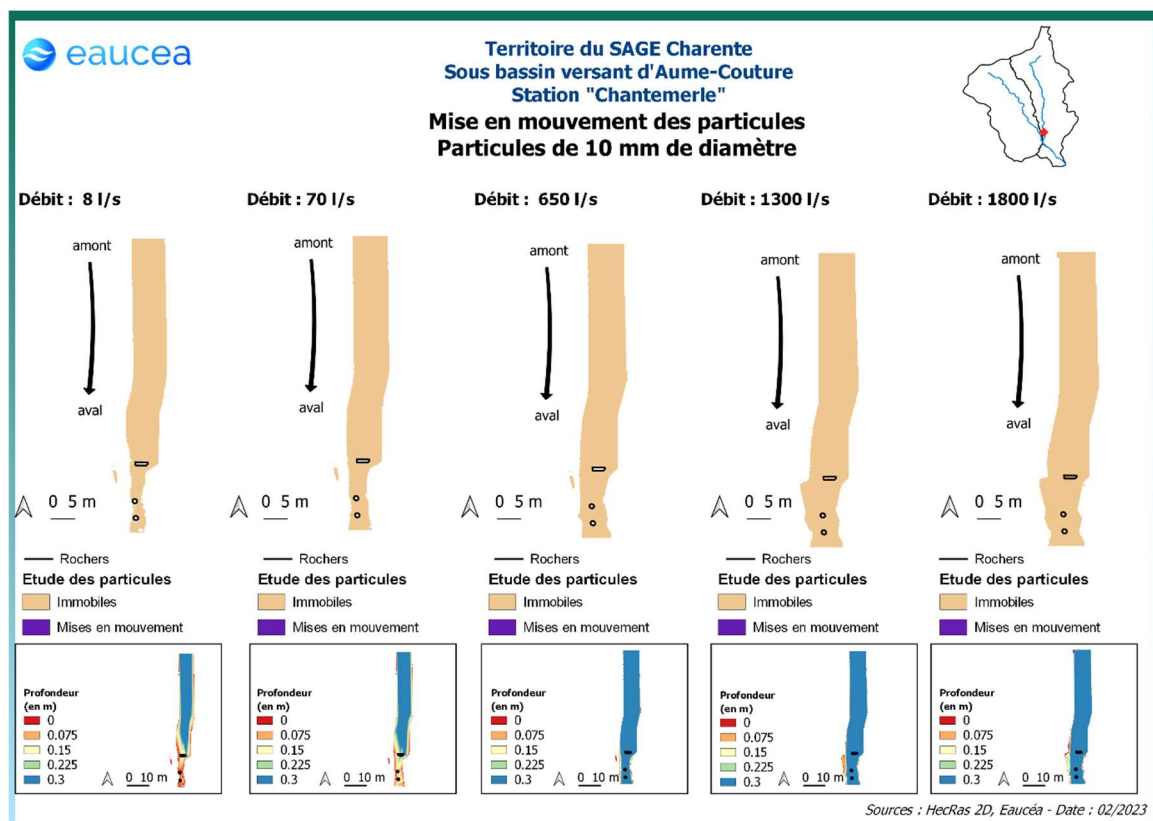 eaucea
Territoire du SAGE Charente
Sous bassin versant d'Aume-Couture
Station "Chantemerle"
Mise en mouvement des particules
Particules de 10 mm de diamètre
Débit : 8 l/s
amont
aval
0 5 m
Rochers
Etude des particules
Immobiles
Mises en mouvement
Profondeur
(en m)
0
0.075
0.15
0.225
0.3
0 10 m
Débit : 70 l/s
amont
aval
0 5 m
Rochers
Etude des particules
Immobiles
Mises en mouvement
Profondeur
(en m)
0
0.075
0.15
0.225
0.3
0 10 m
Débit : 650 l/s
amont
aval
0 5 m
Rochers
Etude des particules
Immobiles
Mises en mouvement
Profondeur
(en m)
0
0.075
0.15
0.225
0.3
0 10 m
Débit : 1300 l/s
amont
aval
0 5 m
Rochers
Etude des particules
Immobiles
Mises en mouvement
Profondeur
(en m)
0
0.075
0.15
0.225
0.3
0 10 m
Débit : 1800 l/s
amont
aval
0 5 m
Rochers
Etude des particules
Immobiles
Mises en mouvement
Profondeur
(en m)
0
0.075
0.15
0.225
0.3
0 10 m
Sources : HecRas 2D, Eaucéa - Date : 02/2023